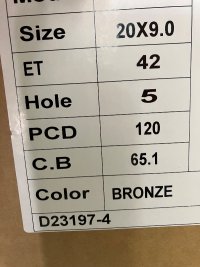 Size 20X9.0
ET 42
Hole 5
PCD 120
C.B 65.1
Color BRONZE
D23197-4